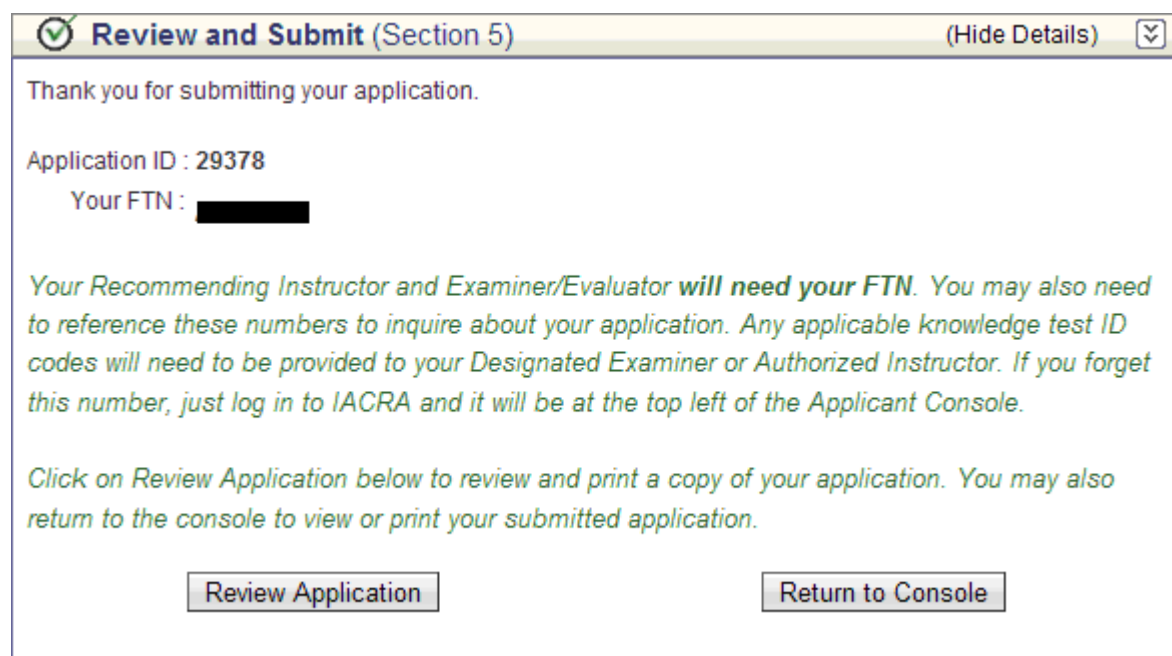 Review and Submit (Section 5) (Hide Details)
Thank you for submitting your application.
Application ID : 29378
Your FTN :
Your Recommending Instructor and Examiner/Evaluator will need your FTN. You may also need
to reference these numbers to inquire about your application. Any applicable knowledge test ID
codes will need to be provided to your Designated Examiner or Authorized Instructor. If you forget
this number, just log in to IACRA and it will be at the top left of the Applicant Console.
Click on Review Application below to review and print a copy of your application. You may also
return to the console to view or print your submitted application.
Review Application Return to Console